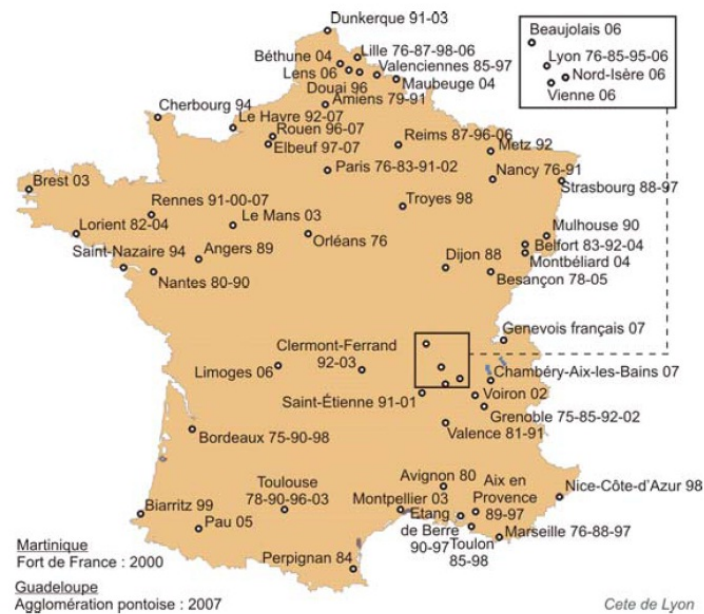 Dunkerque 91-03
Beaujolais 06
Béthune 04
Lille 76-87-98-06
Lyon 76-85-95-06
Lens 06
Valenciennes 85-97
Nord-Isère 06
Douai 96
Maubeuge 04
Vienne 06
Cherbourg 94
Amiens 79-91
Le Havre 92-07
Rouen 96-07
Elbeuf 97-07
Reims 87-96-06
Metz 92
Brest 03
Paris 76-83-91-02
Nancy 76-91
Strasbourg 88-97
Rennes 91-00-07
Troyes 98
Lorient 82-04
Le Mans 03
Mulhouse 90
Saint-Nazaire 94
Angers 89
Orléans 76
Dijon 88
Belfort 83-92-04
Montbéliard 04
Nantes 80-90
Besançon 78-05
Genevois français 07
Clermont-Ferrand
92-03
Limoges 06
Chambéry-Aix-les-Bains 07
Saint-Étienne 91-01
Voiron 02
Grenoble 75-85-92-02
Bordeaux 75-90-98
Valence 81-91
Toulouse
78-90-96-03
Avignon 80
Aix en
Provence
89-97
Nice-Côte-d'Azur 98
Biarritz 99
Montpellier 03
Etang
de Berre
90-97
Pau 05
Toulon
85-98
Marseille 76-88-97
Perpignan 84
Martinique
Fort de France : 2000
Guadeloupe
Agglomération pontoise : 2007
Cete de Lyon